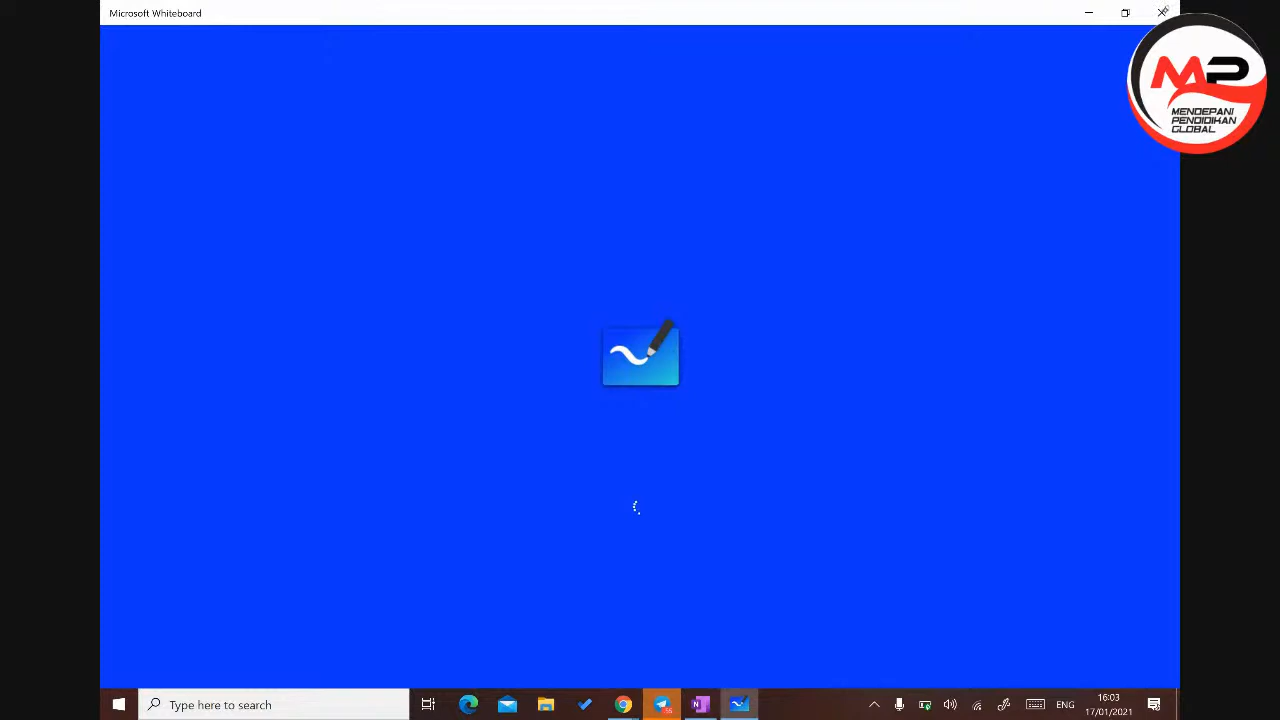 Microsoft Whiteboard
MP
MENDEPANI
PENDIDIKAN
GLOBAL
Type here to search
N
ENG
16:03
17/01/2021